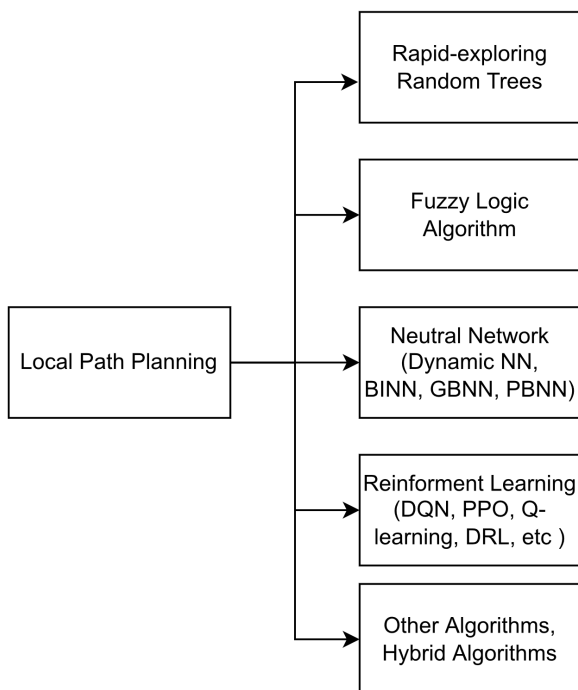 Rapid-exploring
Random Trees
Fuzzy Logic
Algorithm
Local Path Planning
Neutral Network
(Dynamic NN,
BINN, GBNN, PBNN)
Reinforment Learning
(DQN, PPO, Q-
learning, DRL, etc )
Other Algorithms,
Hybrid Algorithms